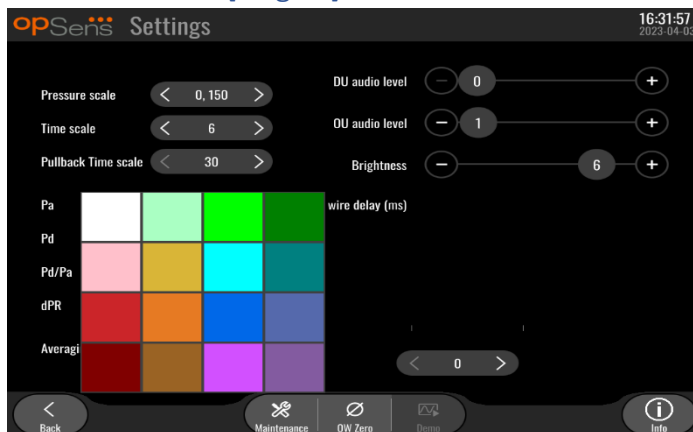 opSens Settings
16:31:57
2023-04-03
Pressure scale < 0, 150 >
Time scale < 6 >
Pullback Time scale < 30 >
DU audio level − 0 +
OU audio level − 1 +
Brightness − 6 +
Pa
wire delay (ms)
Pd
Pd/Pa
dPR
Averagi
< 0 >
Back
Maintenance
OW Zero
Demo
Info